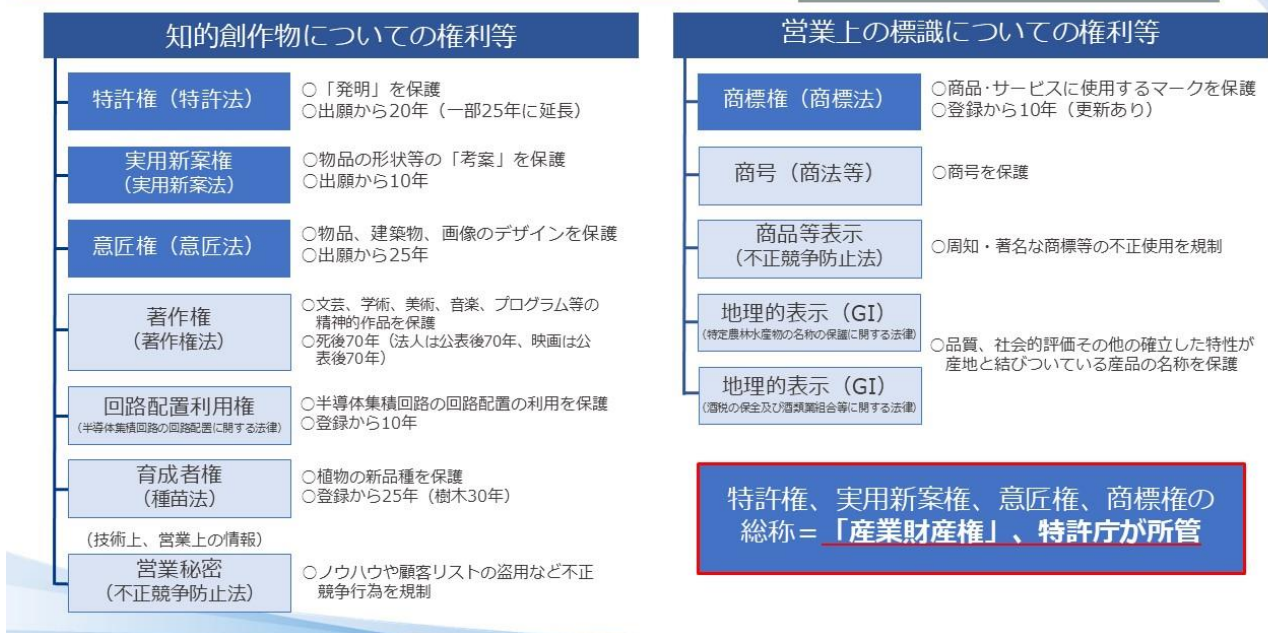 知的創作物についての権利等
特許権（特許法）
○「発明」を保護
○出願から20年（一部25年に延長）
実用新案権
（実用新案法）
○物品の形状等の「考案」を保護
○出願から10年
意匠権（意匠法）
○物品、建築物、画像のデザインを保護
○出願から25年
著作権
（著作権法）
○文芸、学術、美術、音楽、プログラム等の
精神的作品を保護
○死後70年（法人は公表後70年、映画は公
表後70年）
回路配置利用権
（半導体集積回路の回路配置に関する法律）
○半導体集積回路の回路配置の利用を保護
○登録から10年
育成者権
（種苗法）
○植物の新品種を保護
○登録から25年（樹木30年）
（技術上、営業上の情報）
営業秘密
（不正競争防止法）
○ノウハウや顧客リストの盗用など不正
競争行為を規制
営業上の標識についての権利等
商標権（商標法）
○商品・サービスに使用するマークを保護
○登録から10年（更新あり）
商号（商法等）
○商号を保護
商品等表示
（不正競争防止法）
○周知・著名な商標等の不正使用を規制
地理的表示（GI）
（特定農林水産物の名称の保護に関する法律）
○品質、社会的評価その他の確立した特性が
産地と結びついている産品の名称を保護
地理的表示（GI）
（酒税の保全及び酒類業組合等に関する法律）
特許権、実用新案権、意匠権、商標権の
総称＝「産業財産権」、特許庁が所管